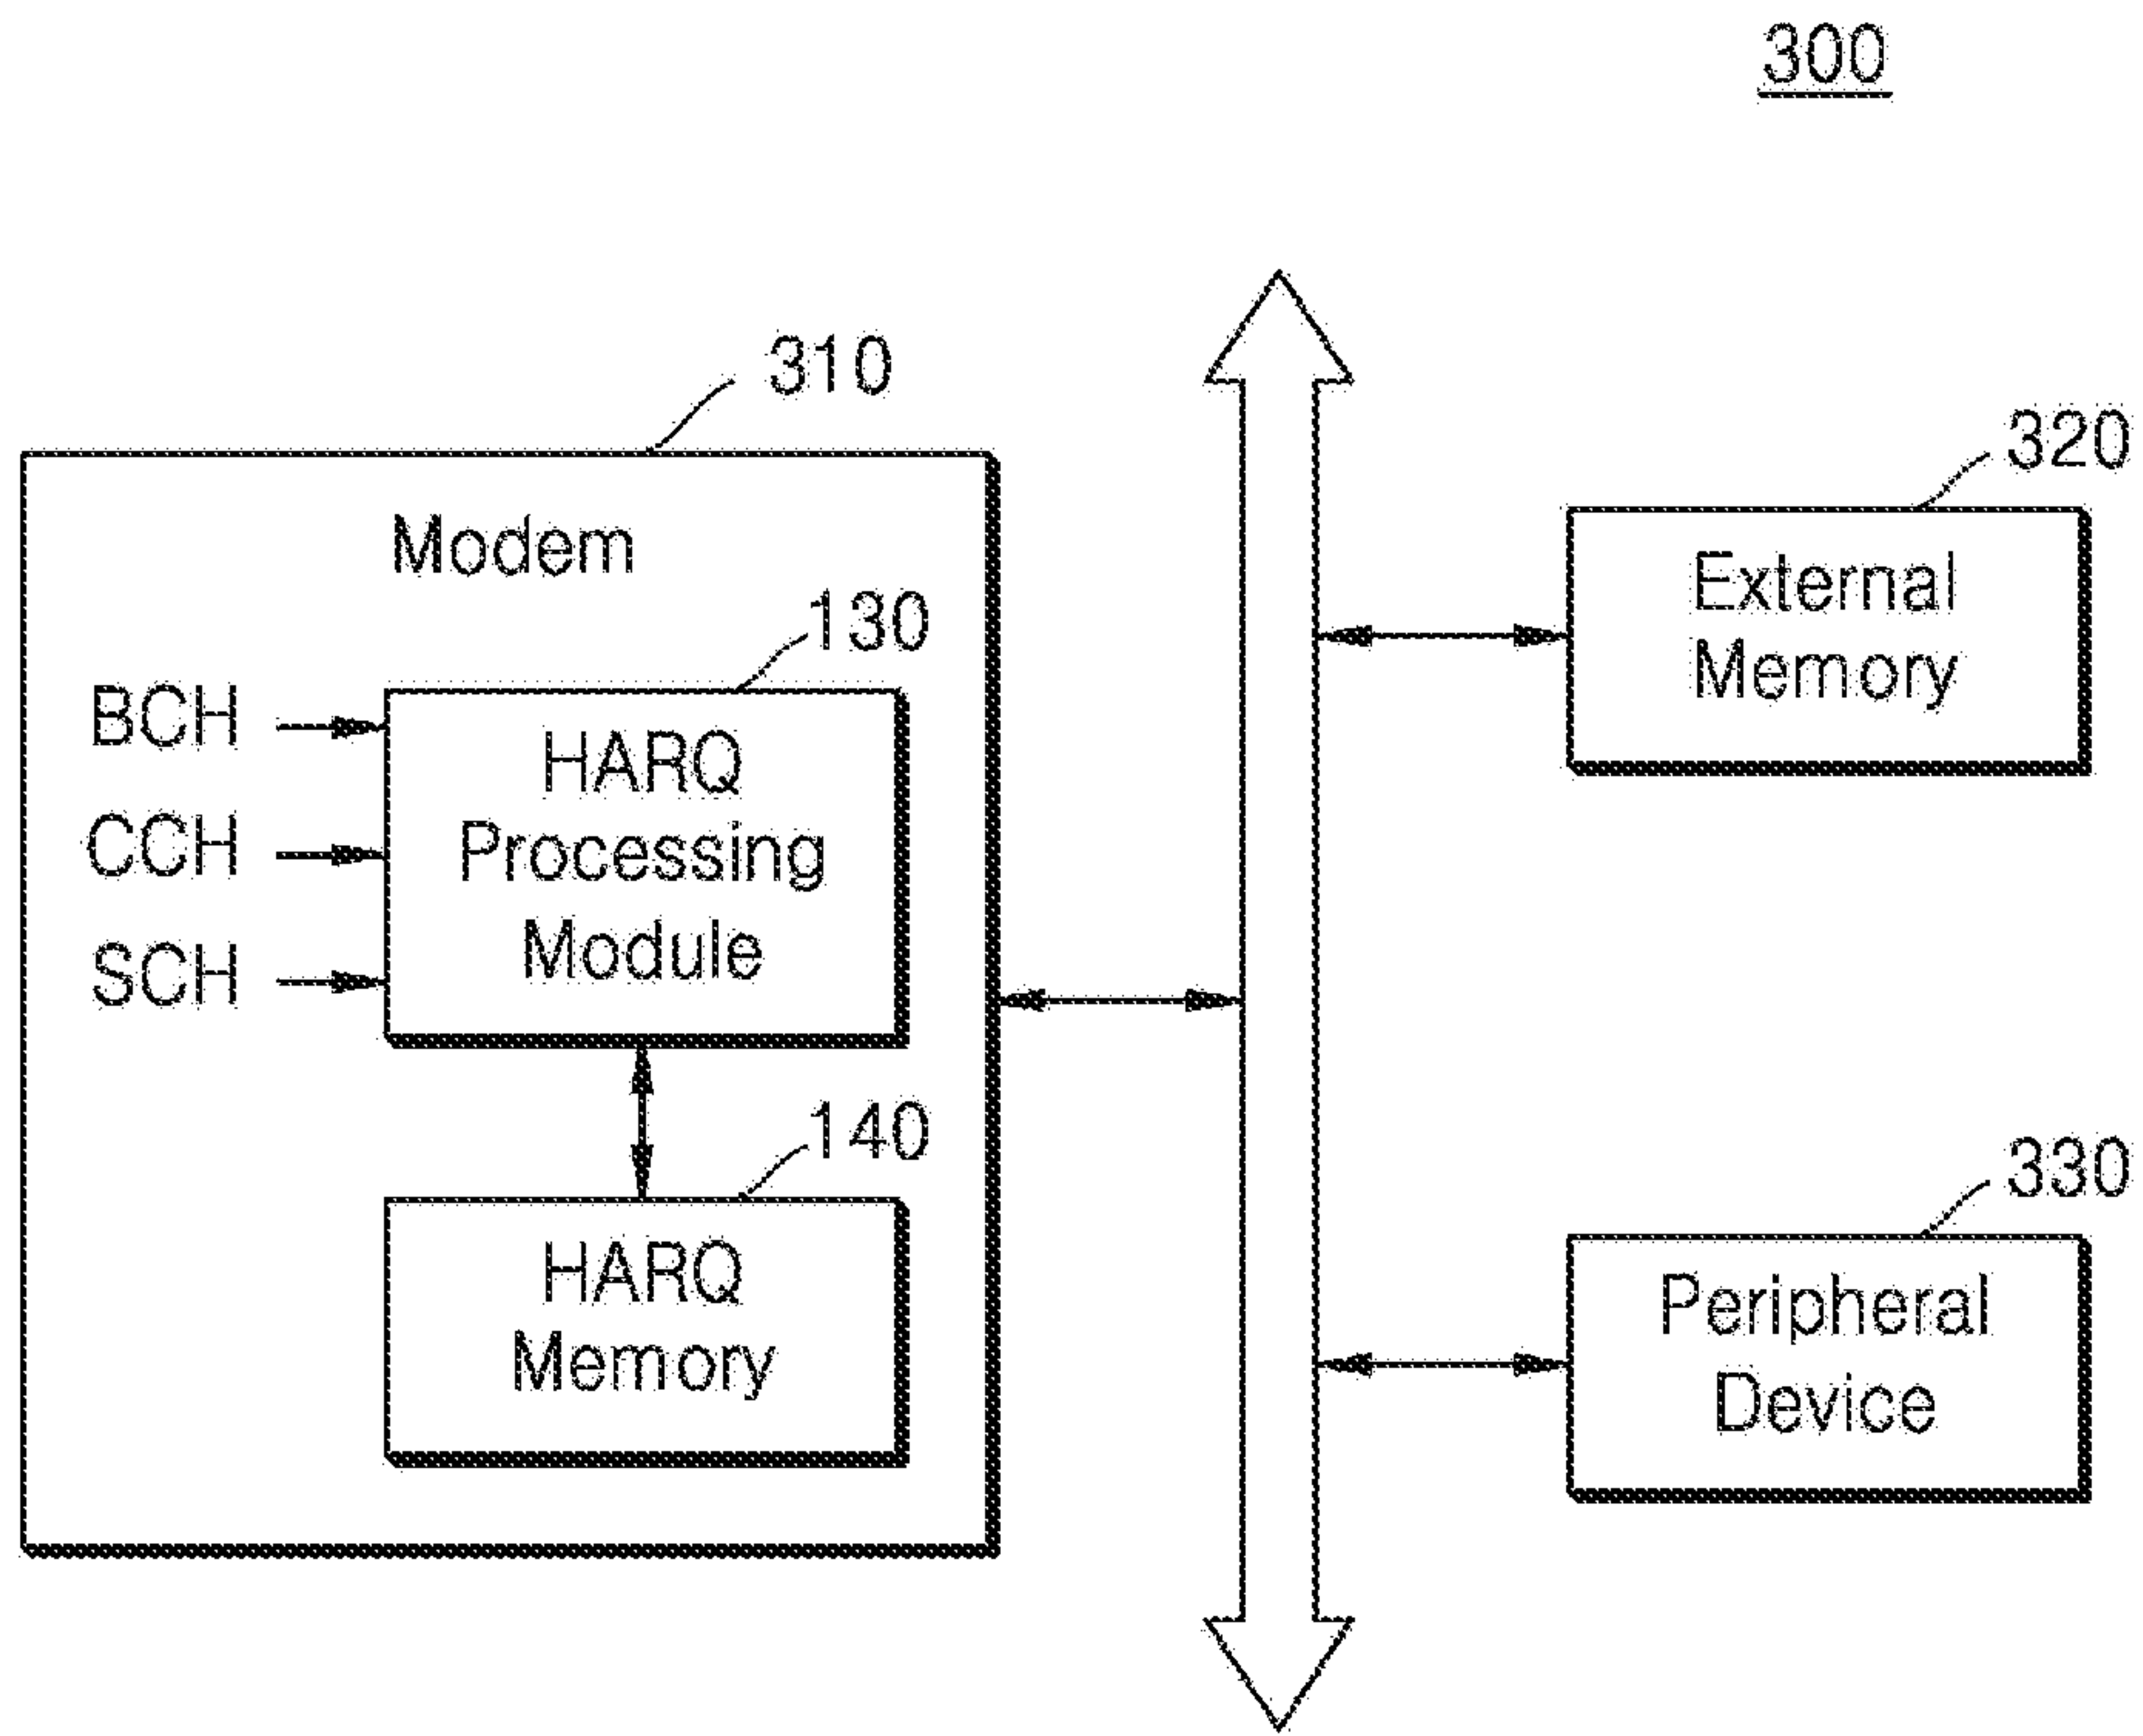 300
310
320
Modem
External
Memory
130
BCH
HARQ
Processing
Module
CCH
SCH
140
330
HARQ
Memory
Peripheral
Device